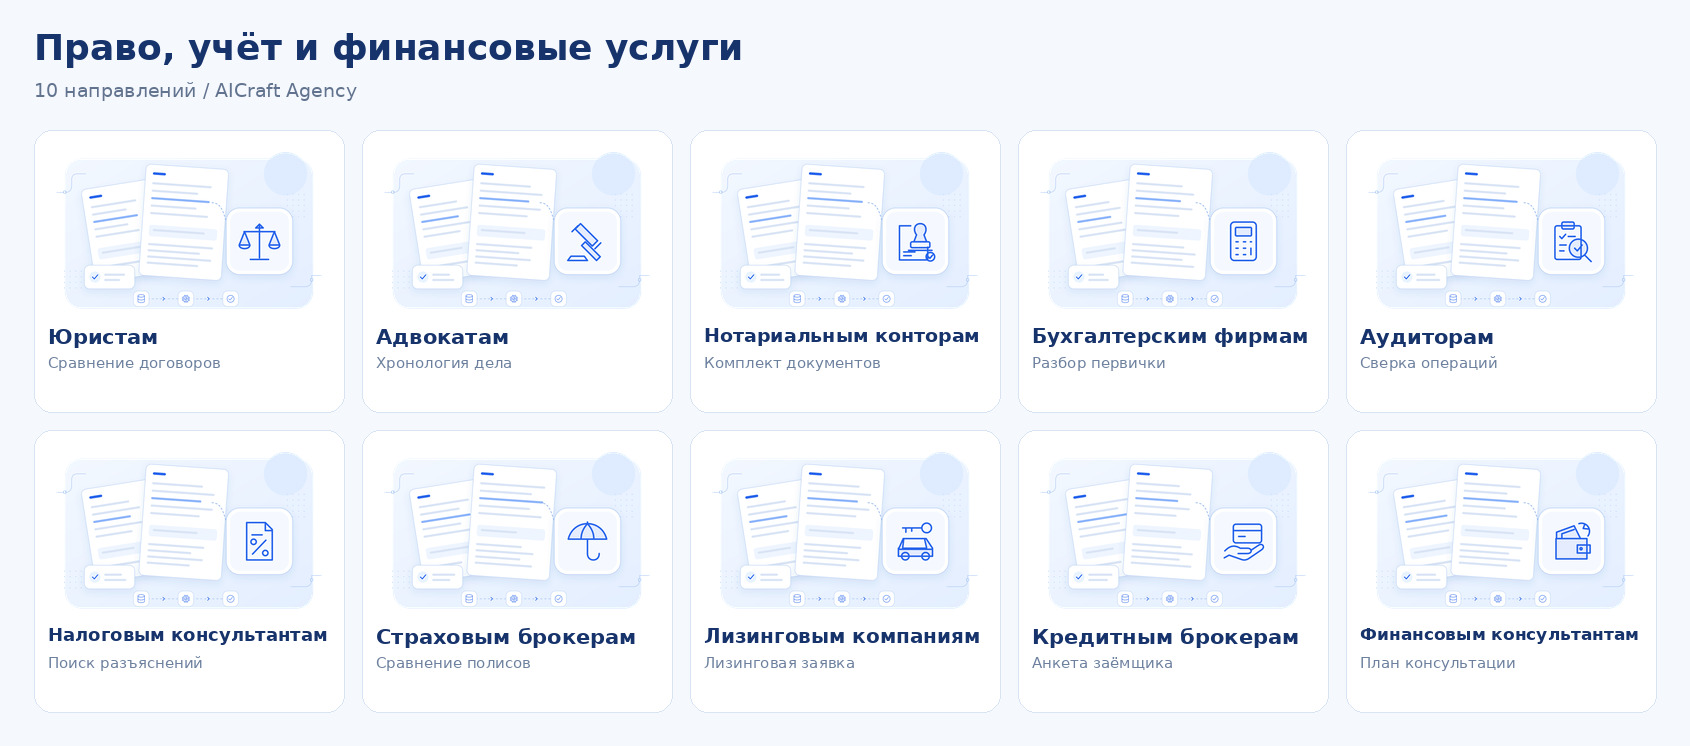 Право, учёт и финансовые услуги
10 направлений / AICraft Agency
Юристам
Сравнение договоров
Адвокатам
Хронология дела
Нотариальным конторам
Комплект документов
Бухгалтерским фирмам
Разбор первички
Аудиторам
Сверка операций
Налоговым консультантам
Поиск разъяснений
Страховым брокерам
Сравнение полисов
Лизинговым компаниям
Лизинговая заявка
Кредитным брокерам
Анкета заёмщика
Финансовым консультантам
План консультации